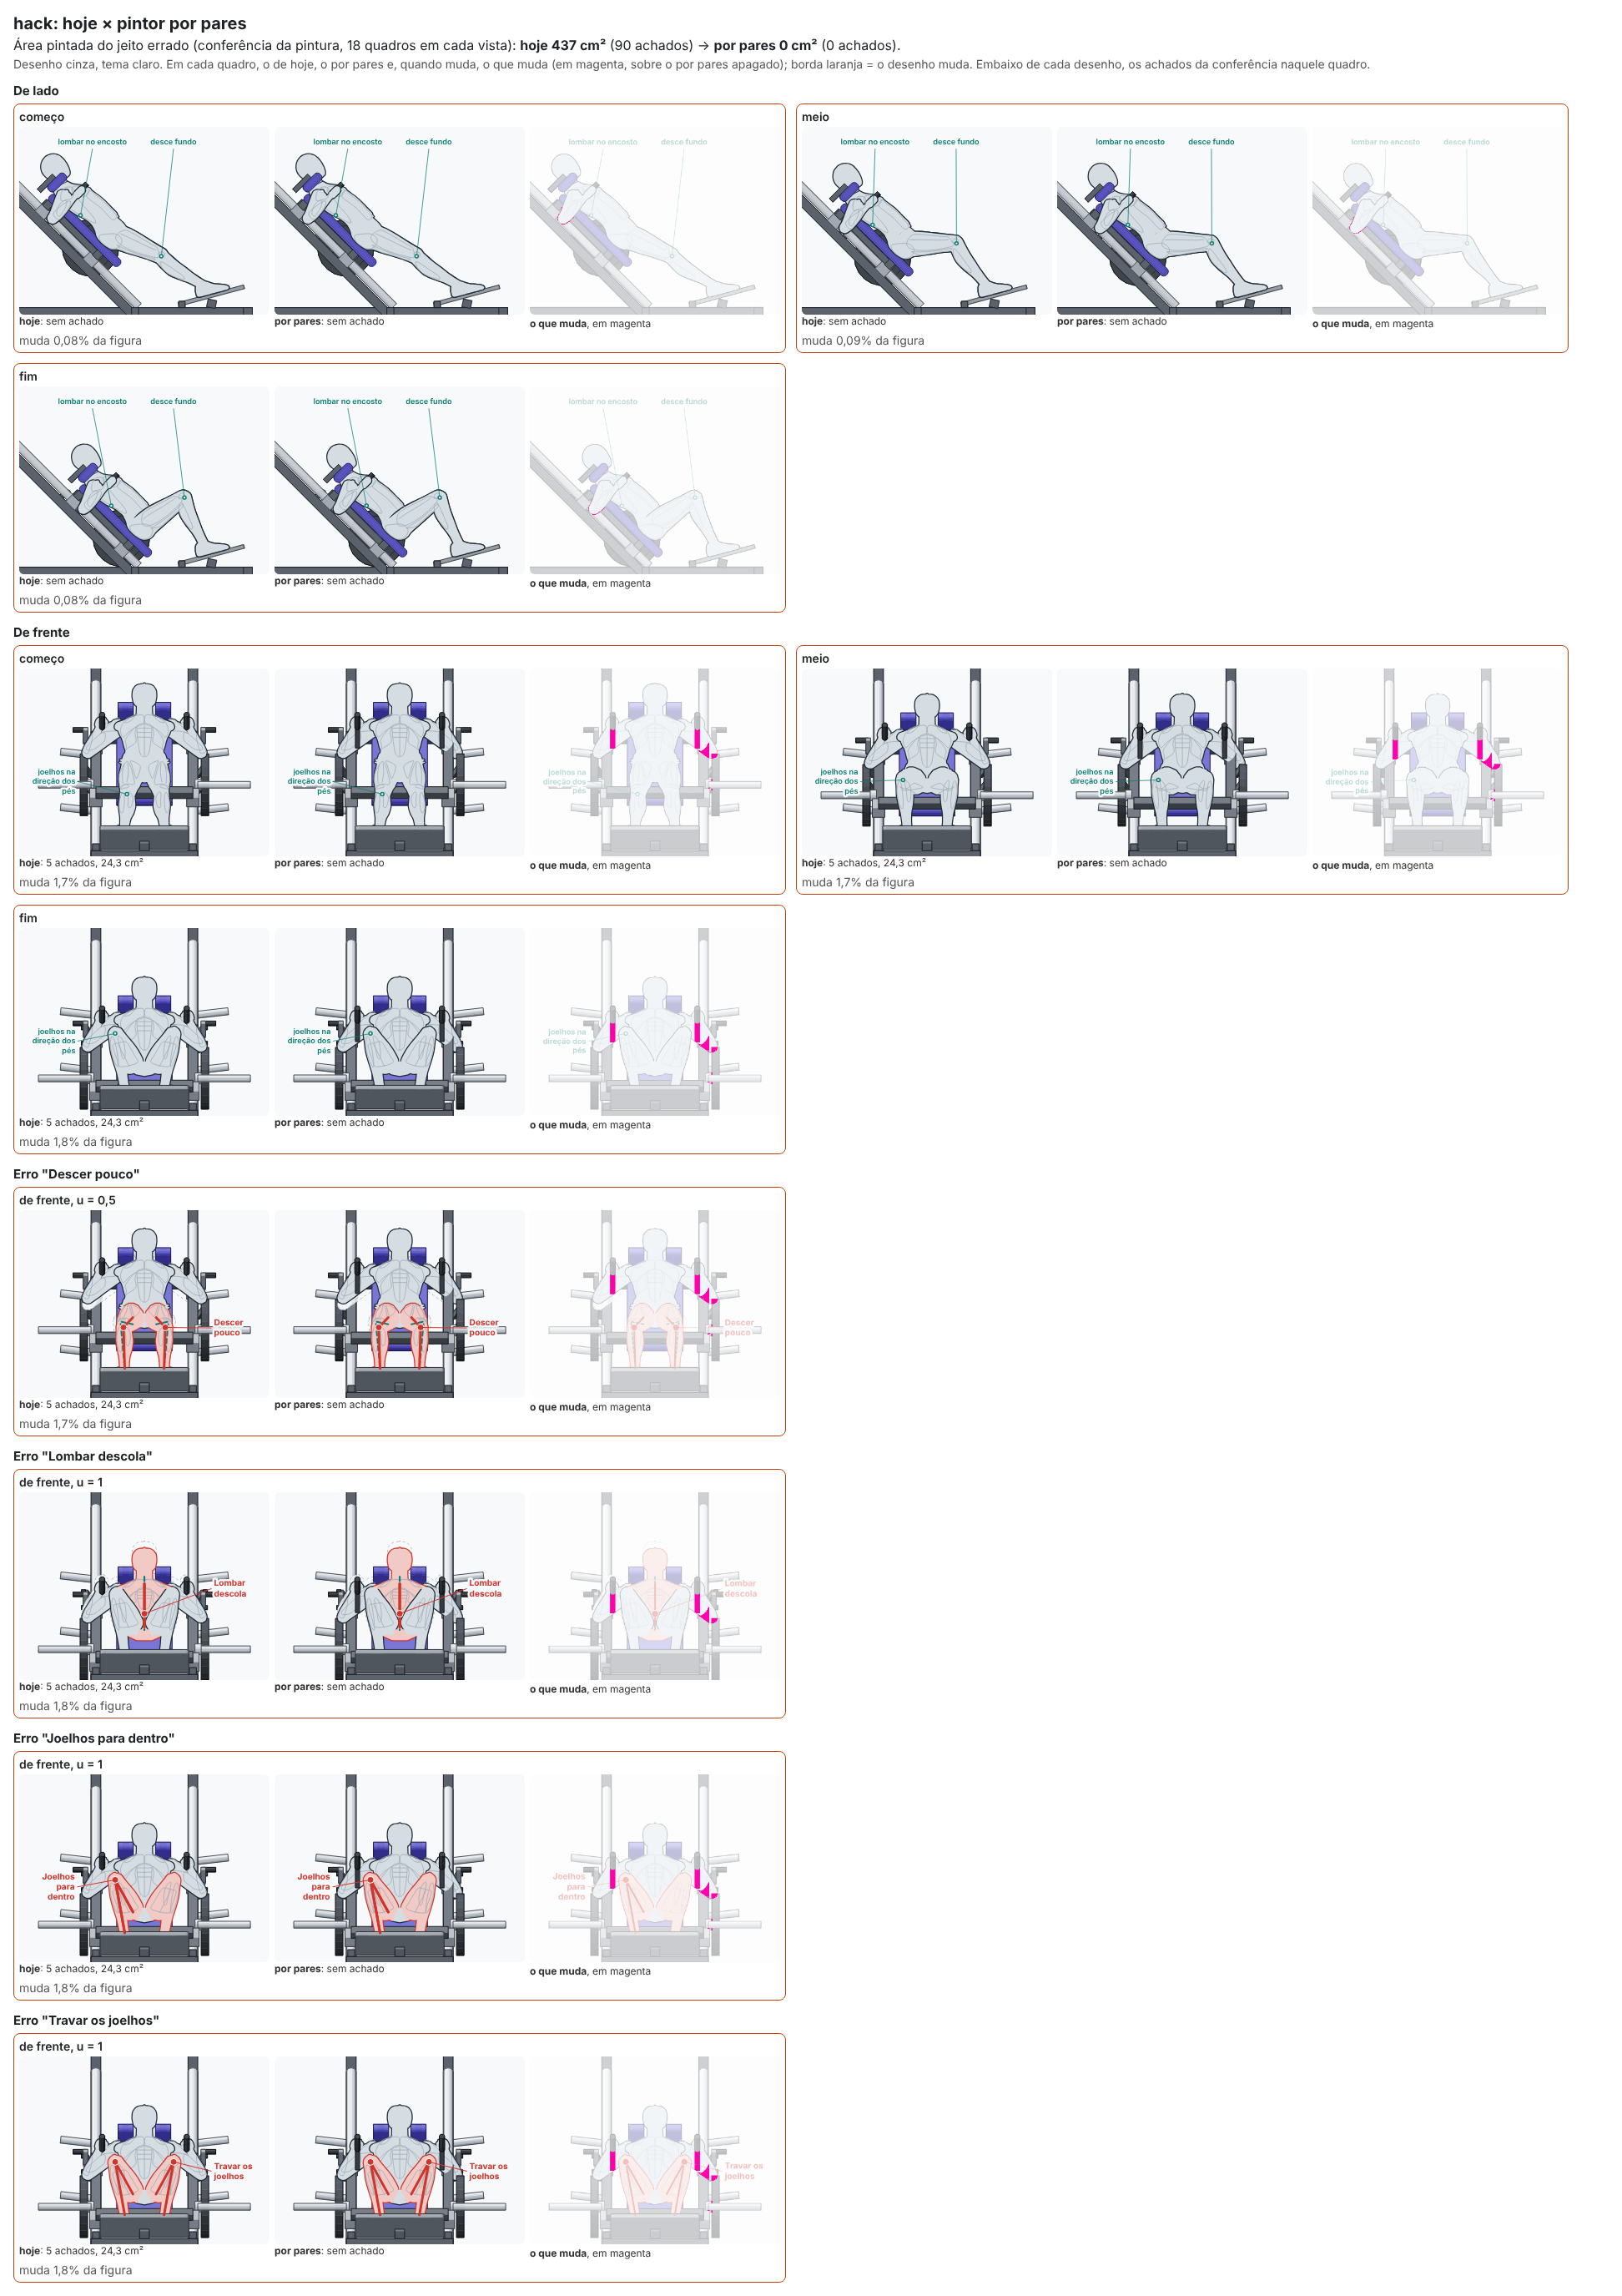 hack: hoje × pintor por pares
Área pintada do jeito errado (conferência da pintura, 18 quadros em cada vista): hoje 437 cm² (90 achados) → por pares 0 cm² (0 achados).
Desenho cinza, tema claro. Em cada quadro, o de hoje, o por pares e, quando muda, o que muda (em magenta, sobre o por pares apagado); borda laranja = o desenho muda. Embaixo de cada desenho, os achados da conferência naquele quadro.
De lado
começo
lombar no encosto desce fundo
lombar no encosto desce fundo
lombar no encosto desce fundo
hoje: sem achado
por pares: sem achado
o que muda, em magenta
muda 0,08% da figura
meio
lombar no encosto desce fundo
lombar no encosto desce fundo
lombar no encosto desce fundo
hoje: sem achado
por pares: sem achado
o que muda, em magenta
muda 0,09% da figura
fim
lombar no encosto desce fundo
lombar no encosto desce fundo
lombar no encosto desce fundo
hoje: sem achado
por pares: sem achado
o que muda, em magenta
muda 0,08% da figura
De frente
começo
joelhos na
direção dos
pés
joelhos na
direção dos
pés
joelhos na
direção dos
pés
hoje: 5 achados, 24,3 cm²
por pares: sem achado
o que muda, em magenta
muda 1,7% da figura
meio
joelhos na
direção dos
pés
joelhos na
direção dos
pés
joelhos na
direção dos
pés
hoje: 5 achados, 24,3 cm²
por pares: sem achado
o que muda, em magenta
muda 1,7% da figura
fim
joelhos na
direção dos
pés
joelhos na
direção dos
pés
joelhos na
direção dos
pés
hoje: 5 achados, 24,3 cm²
por pares: sem achado
o que muda, em magenta
muda 1,8% da figura
Erro "Descer pouco"
de frente, u = 0,5
Descer
pouco
Descer
pouco
Descer
pouco
hoje: 5 achados, 24,3 cm²
por pares: sem achado
o que muda, em magenta
muda 1,7% da figura
Erro "Lombar descola"
de frente, u = 1
Lombar
descola
Lombar
descola
Lombar
descola
hoje: 5 achados, 24,3 cm²
por pares: sem achado
o que muda, em magenta
muda 1,8% da figura
Erro "Joelhos para dentro"
de frente, u = 1
Joelhos
para
dentro
Joelhos
para
dentro
Joelhos
para
dentro
hoje: 5 achados, 24,3 cm²
por pares: sem achado
o que muda, em magenta
muda 1,8% da figura
Erro "Travar os joelhos"
de frente, u = 1
Travar os
joelhos
Travar os
joelhos
Travar os
joelhos
hoje: 5 achados, 24,3 cm²
por pares: sem achado
o que muda, em magenta
muda 1,8% da figura